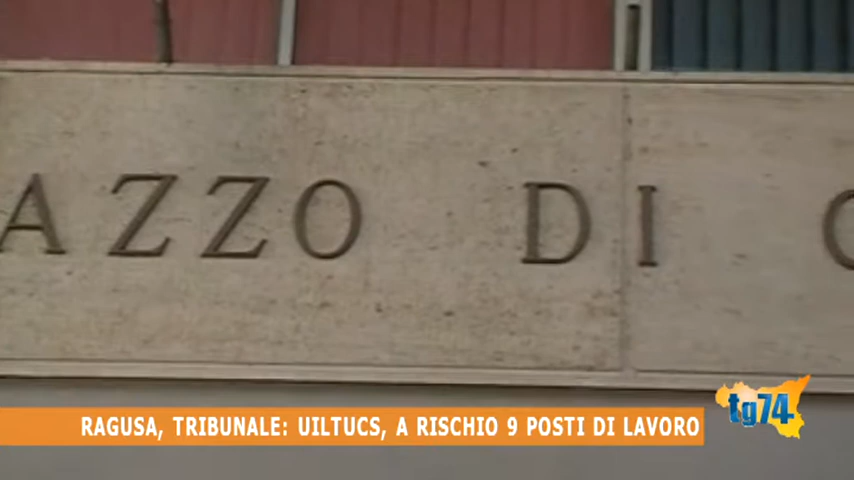 AZZO DI G
RAGUSA, TRIBUNALE: UILTUCS, A RISCHIO 9 POSTI DI LAVORO
tg74